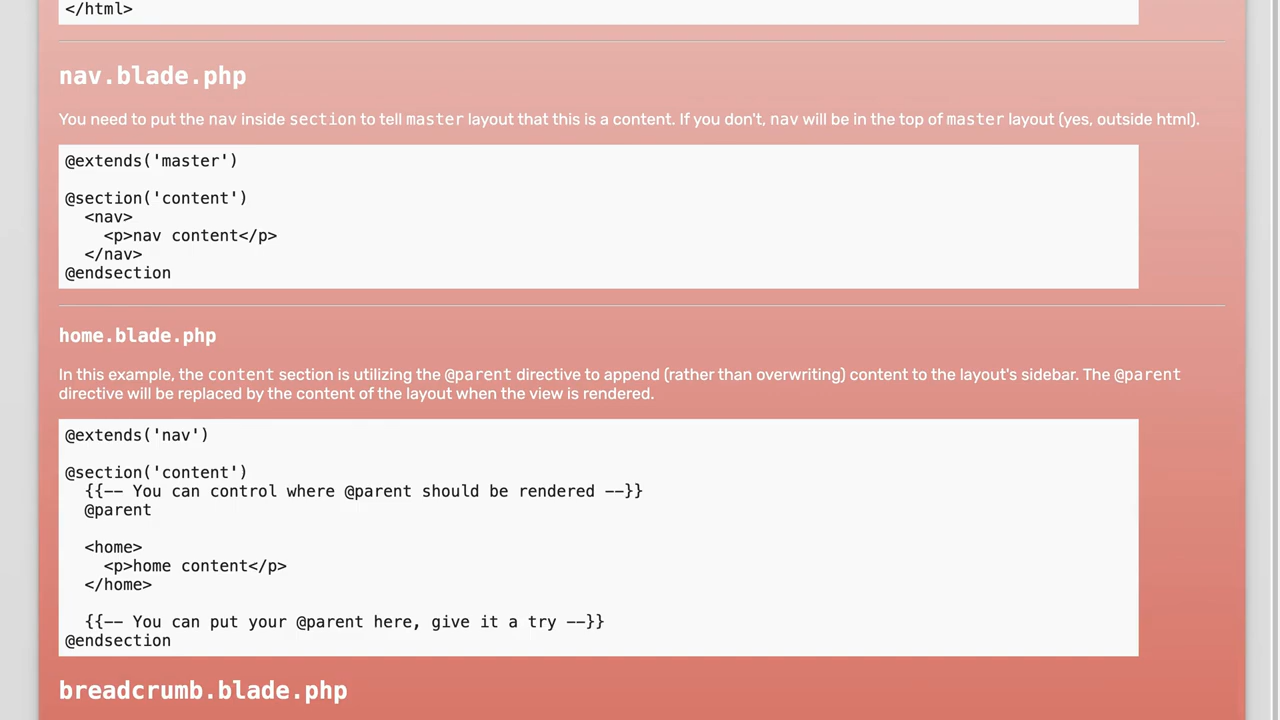 </html>
nav.blade.php
You need to put the nav inside section to tell master layout that this is a content. If you don't, nav will be in the top of master layout (yes, outside html).
@extends('master')
@section('content')
<nav>
<p>nav content</p>
</nav>
@endsection
home.blade.php
In this example, the content section is utilizing the @parent directive to append (rather than overwriting) content to the layout's sidebar. The @parent
directive will be replaced by the content of the layout when the view is rendered.
@extends('nav')
@section('content')
{{-- You can control where @parent should be rendered --}}
@parent
<home>
<p>home content</p>
</home>
{{-- You can put your @parent here, give it a try --}}
@endsection
breadcrumb.blade.php